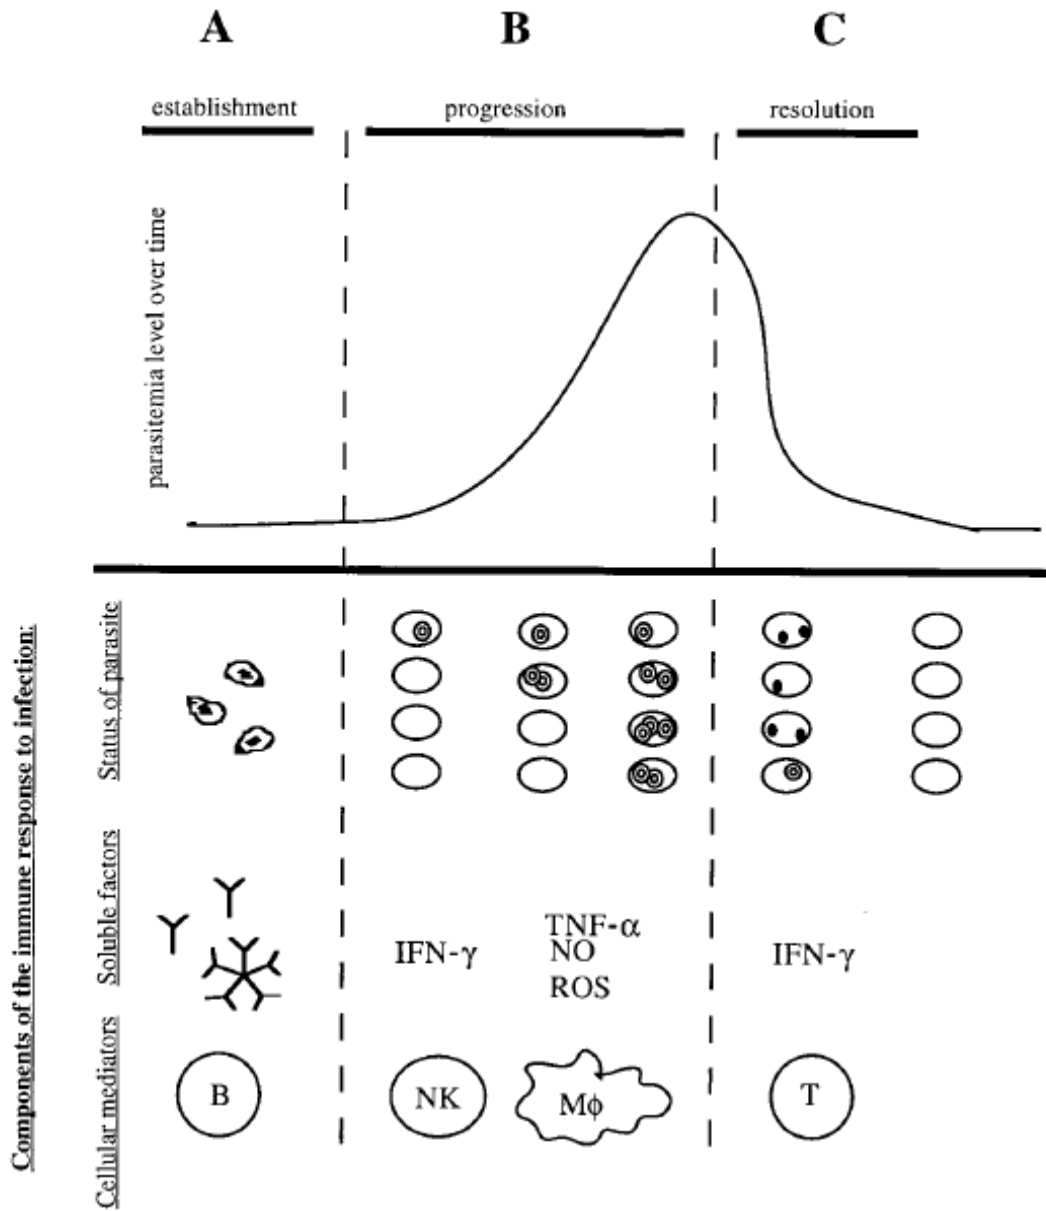 A
B
C
establishment
progression
resolution
parasitemia level over time
Components of the immune response to infection:
Status of parasite
Soluble factors
IFN-γ
TNF-α
NO
ROS
IFN-γ
Cellular mediators
B
NK
Mϕ
T